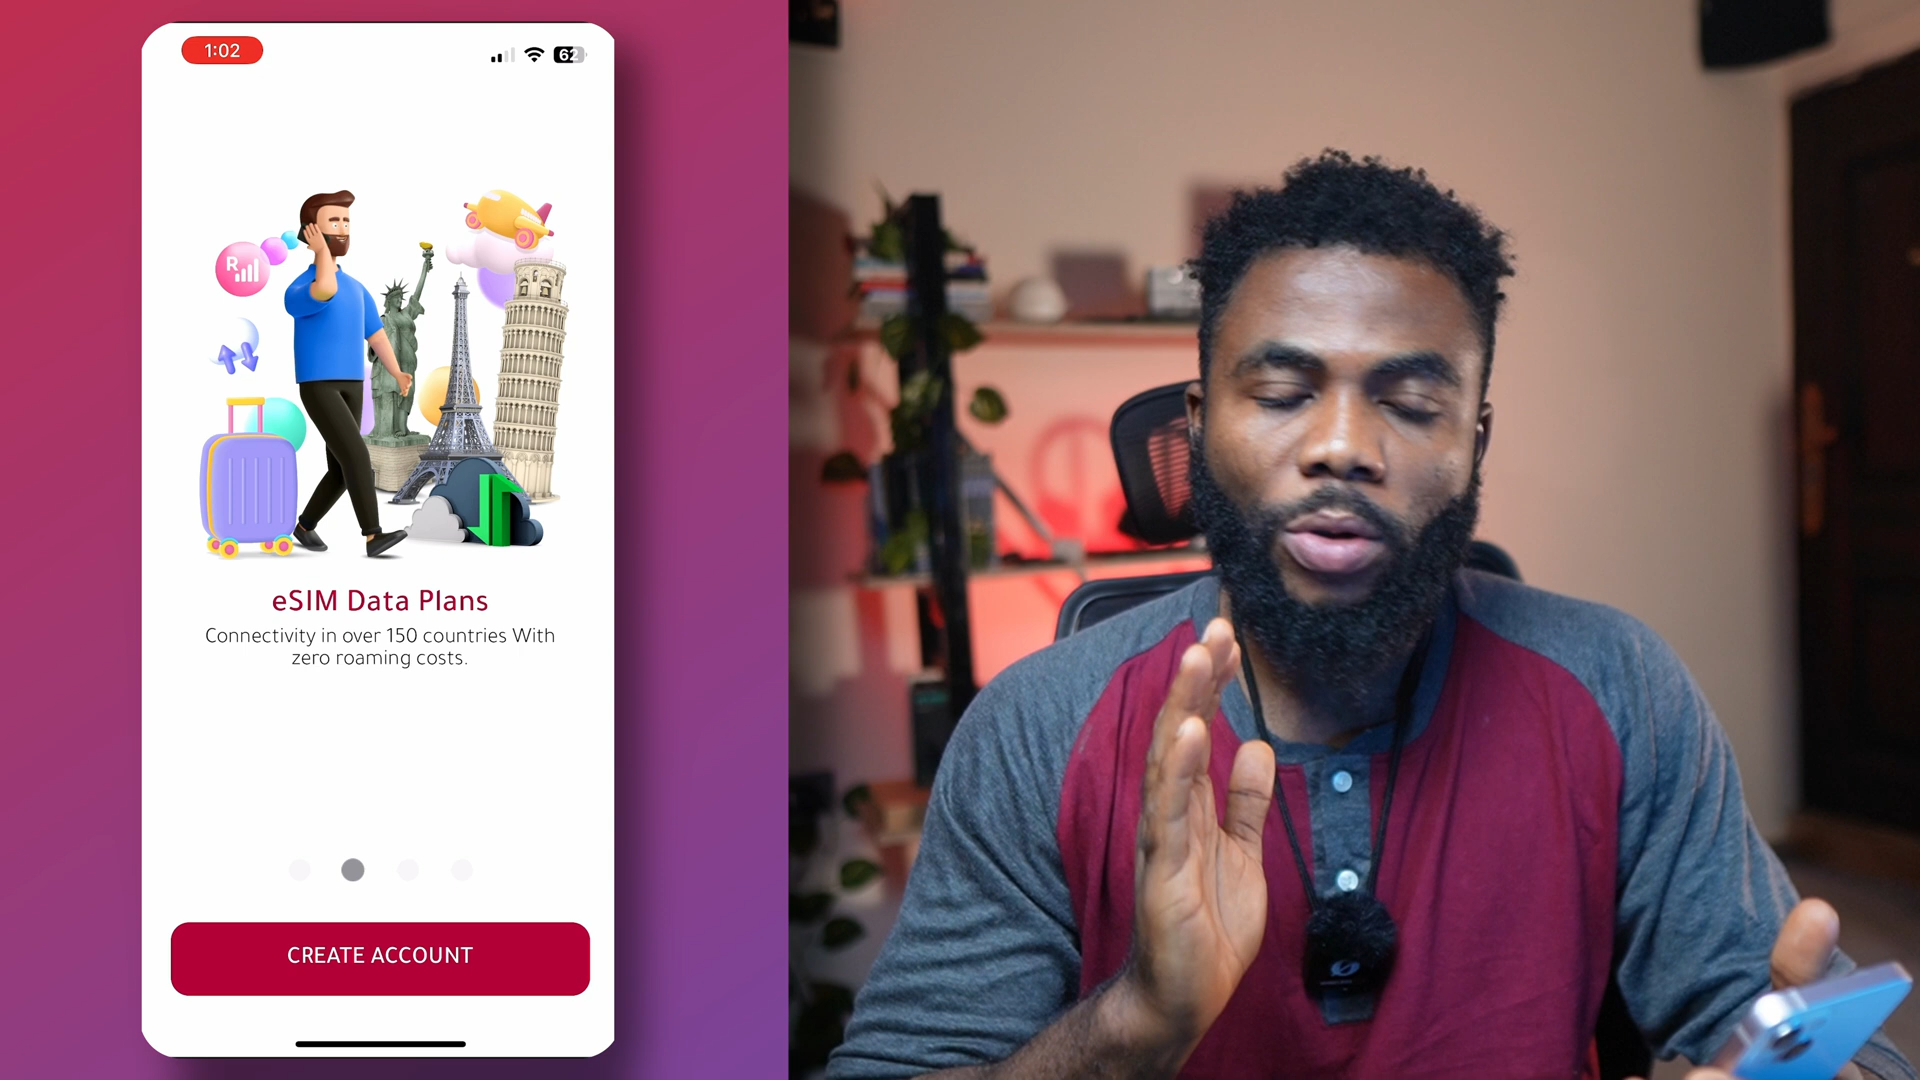 1:02
62
R
eSIM Data Plans
Connectivity in over 150 countries With
zero roaming costs.
CREATE ACCOUNT